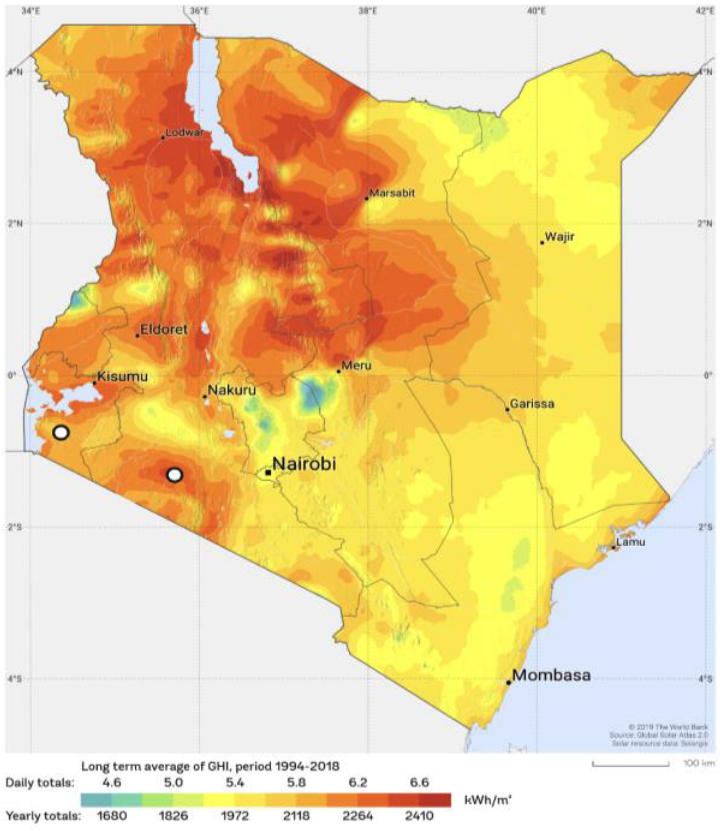 34°E 36°E 38°E 40°E 42°E
4°N 4°N
Lodwar
Marsabit
2°N 2°N
Wajir
Eldoret
Meru
0° 0°
Kisumu
Nakuru
Garissa
Nairobi
2°S 2°S
Lamu
Mombasa
4°S 4°S
© 2019 The World Bank
Source: Global Solar Atlas 2.0
Solar resource data: Solargis
Long term average of GHI, period 1994-2018
100 km
Daily totals: 4.6 5.0 5.4 5.8 6.2 6.6
kWh/m²
Yearly totals: 1680 1826 1972 2118 2264 2410